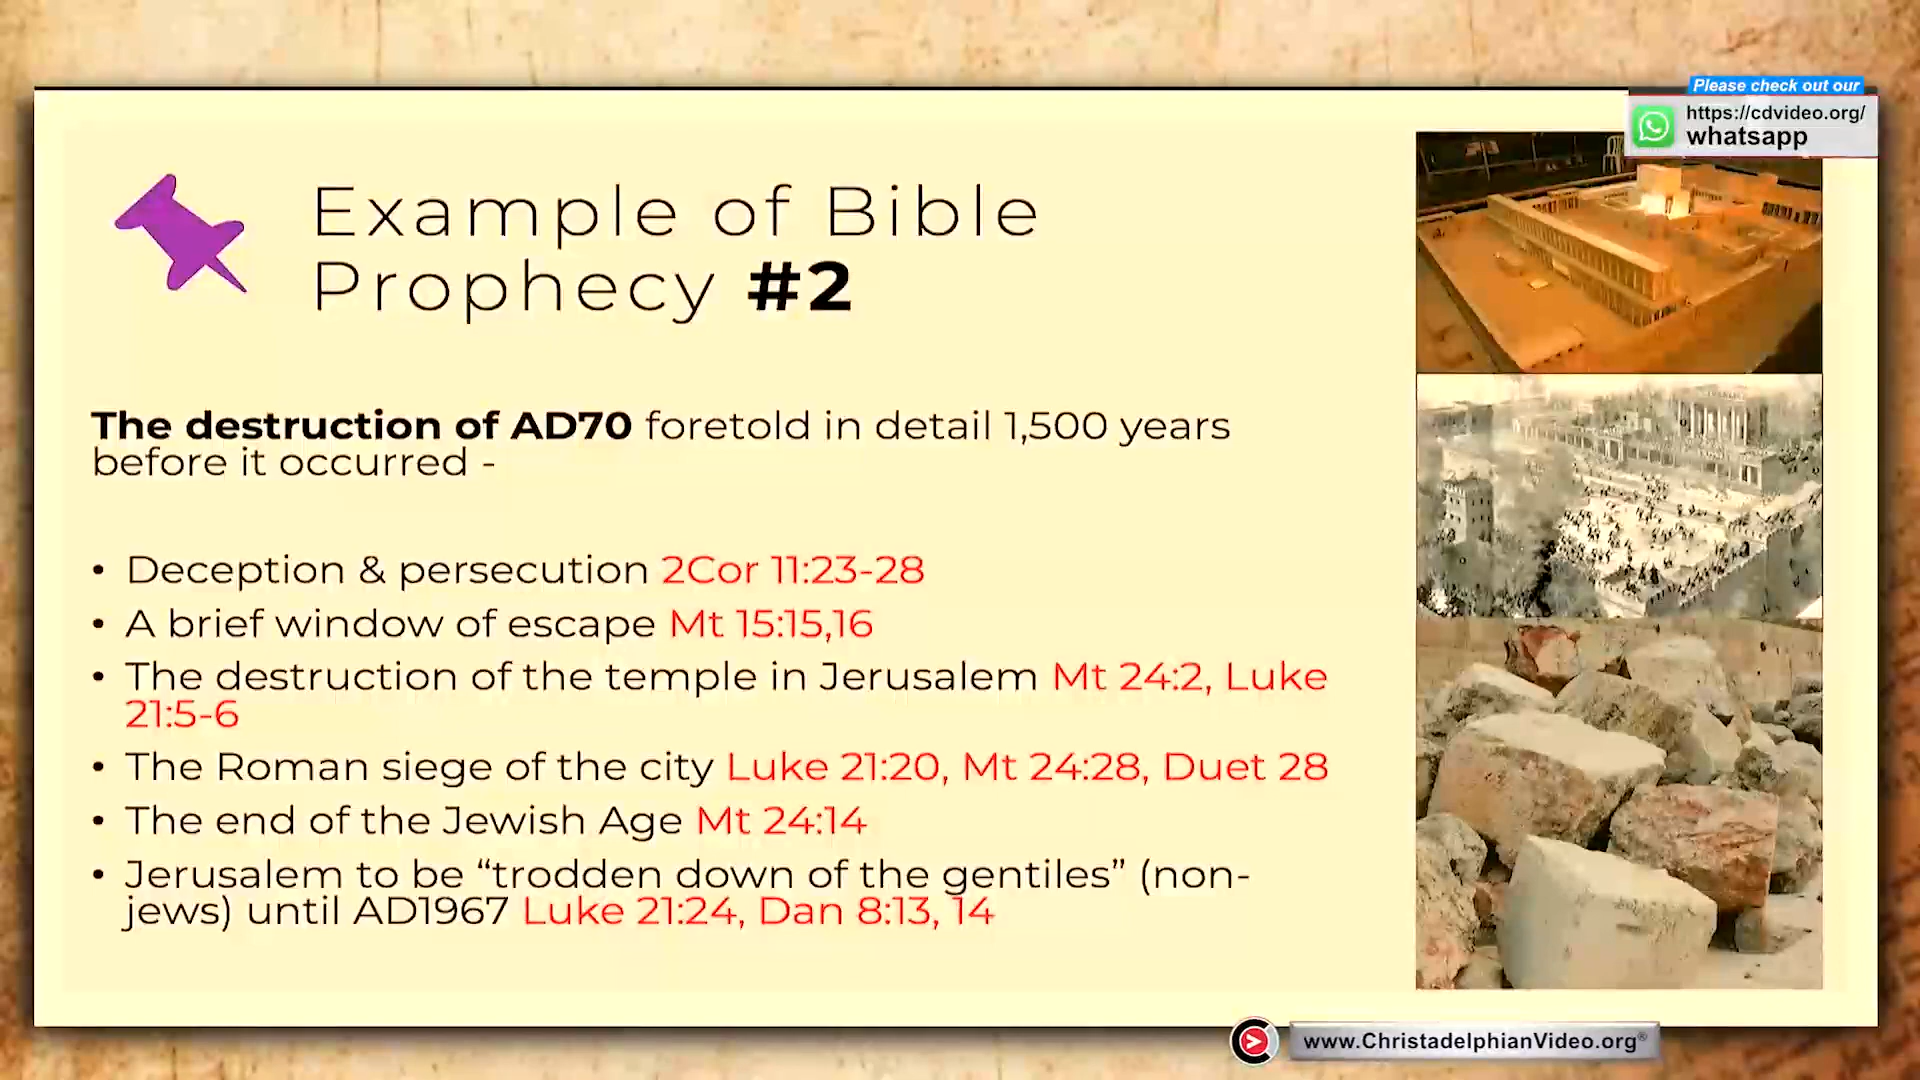 Please check out our
https://cdvideo.org/
whatsapp
Example of Bible
Prophecy #2
The destruction of AD70 foretold in detail 1,500 years
before it occurred -
• Deception & persecution 2Cor 11:23-28
• A brief window of escape Mt 15:15,16
• The destruction of the temple in Jerusalem Mt 24:2, Luke
21:5-6
• The Roman siege of the city Luke 21:20, Mt 24:28, Duet 28
• The end of the Jewish Age Mt 24:14
• Jerusalem to be “trodden down of the gentiles” (non-
jews) until AD1967 Luke 21:24, Dan 8:13, 14
www.ChristadelphianVideo.org®